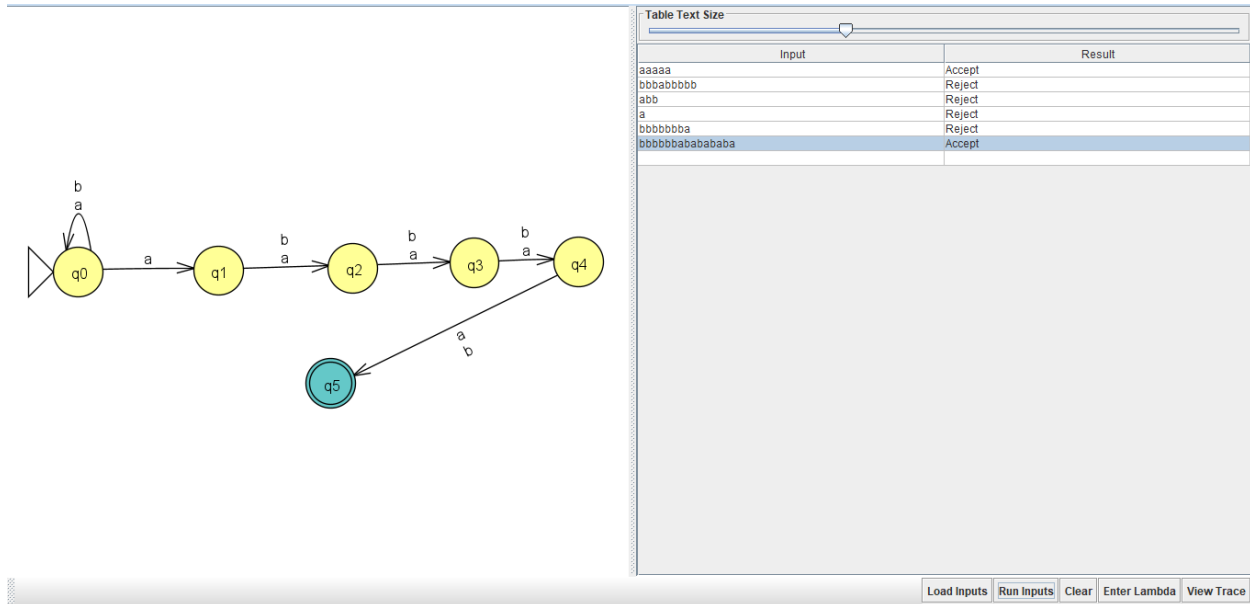 Table Text Size
Input Result
aaaaa Accept
bbbabbbbb Reject
abb Reject
a Reject
bbbbbbba Reject
bbbbbbababababa Accept
b
a
q0
a
q1
b
a
q2
b
a
q3
b
a
q4
a
b
q5
Load Inputs Run Inputs Clear Enter Lambda View Trace